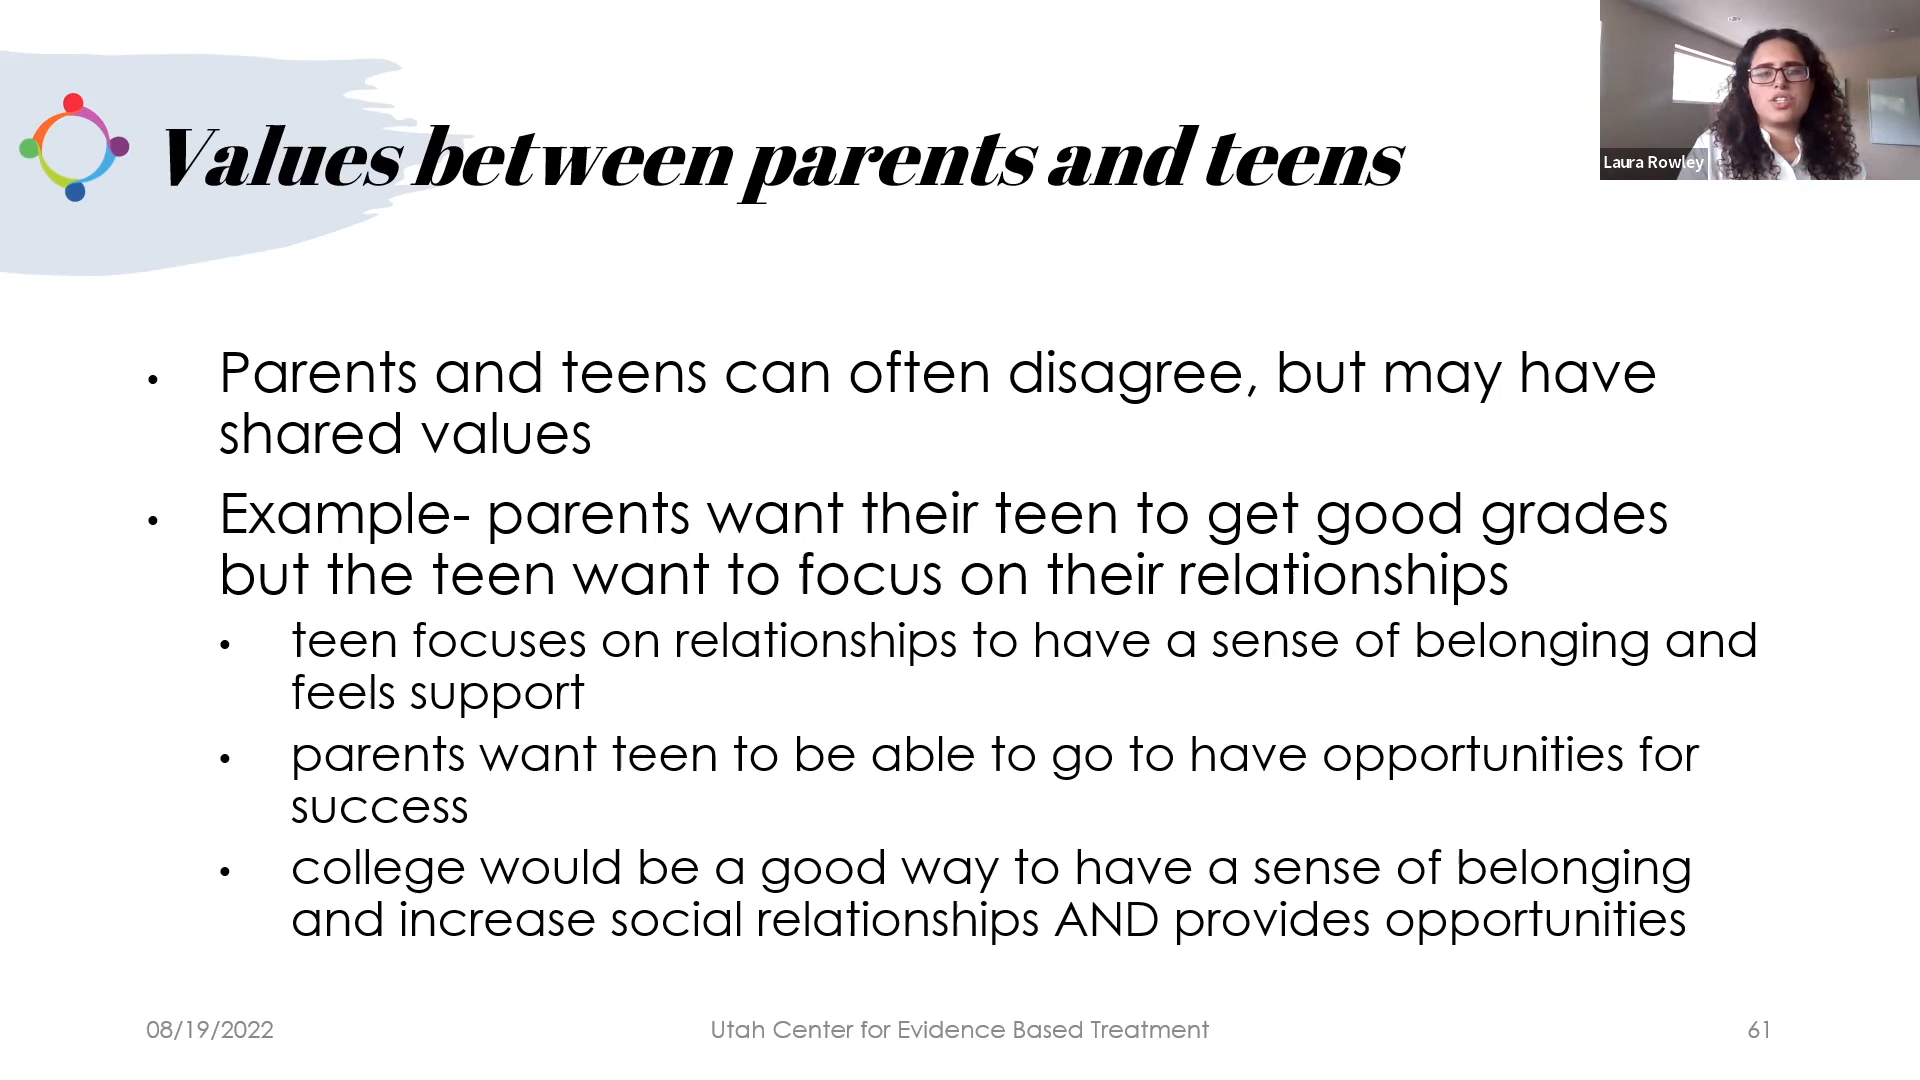 Values between parents and teens
Laura Rowley
• Parents and teens can often disagree, but may have
shared values
• Example- parents want their teen to get good grades
but the teen want to focus on their relationships
• teen focuses on relationships to have a sense of belonging and
feels support
• parents want teen to be able to go to have opportunities for
success
• college would be a good way to have a sense of belonging
and increase social relationships AND provides opportunities
08/19/2022
Utah Center for Evidence Based Treatment
61